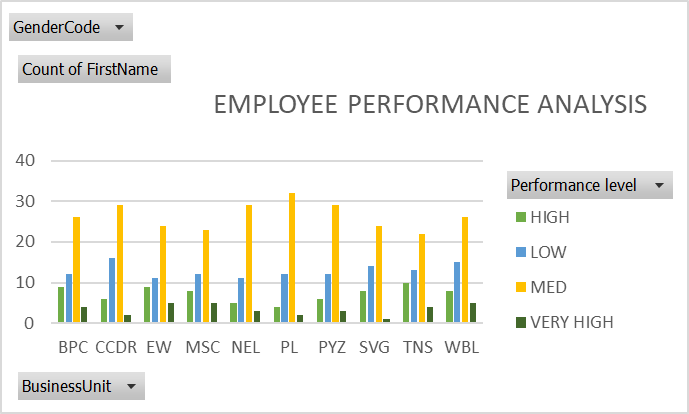 GenderCode
Count of FirstName
EMPLOYEE PERFORMANCE ANALYSIS
40
30
20
10
0
BPC CCDR EW MSC NEL PL PYZ SVG TNS WBL
Performance level
HIGH
LOW
MED
VERY HIGH
BusinessUnit